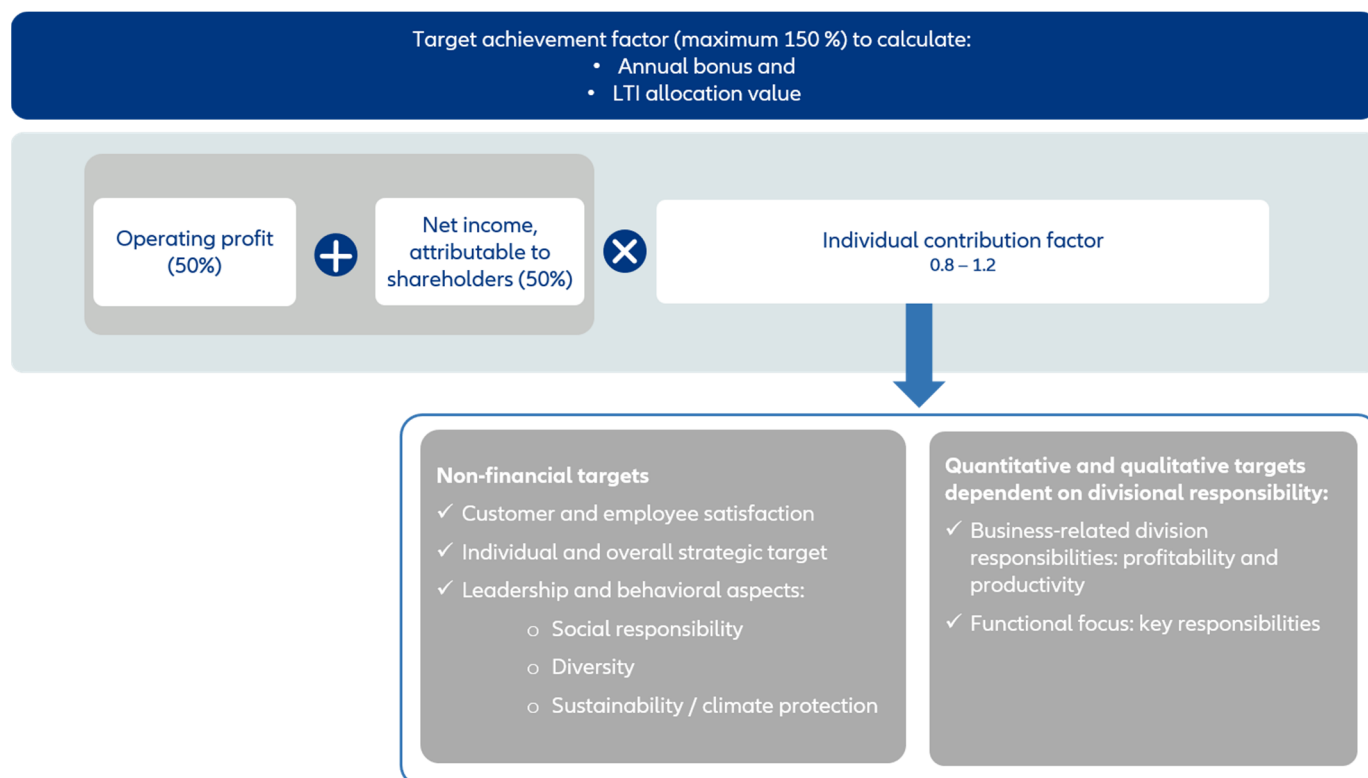 Target achievement factor (maximum 150 %) to calculate:
• Annual bonus and
• LTI allocation value
Operating profit
(50%)
Net income,
attributable to
shareholders (50%)
Individual contribution factor
0.8 – 1.2
Non-financial targets
✓ Customer and employee satisfaction
✓ Individual and overall strategic target
✓ Leadership and behavioral aspects:
o Social responsibility
o Diversity
o Sustainability / climate protection
Quantitative and qualitative targets
dependent on divisional responsibility:
✓ Business-related division
responsibilities: profitability and
productivity
✓ Functional focus: key responsibilities